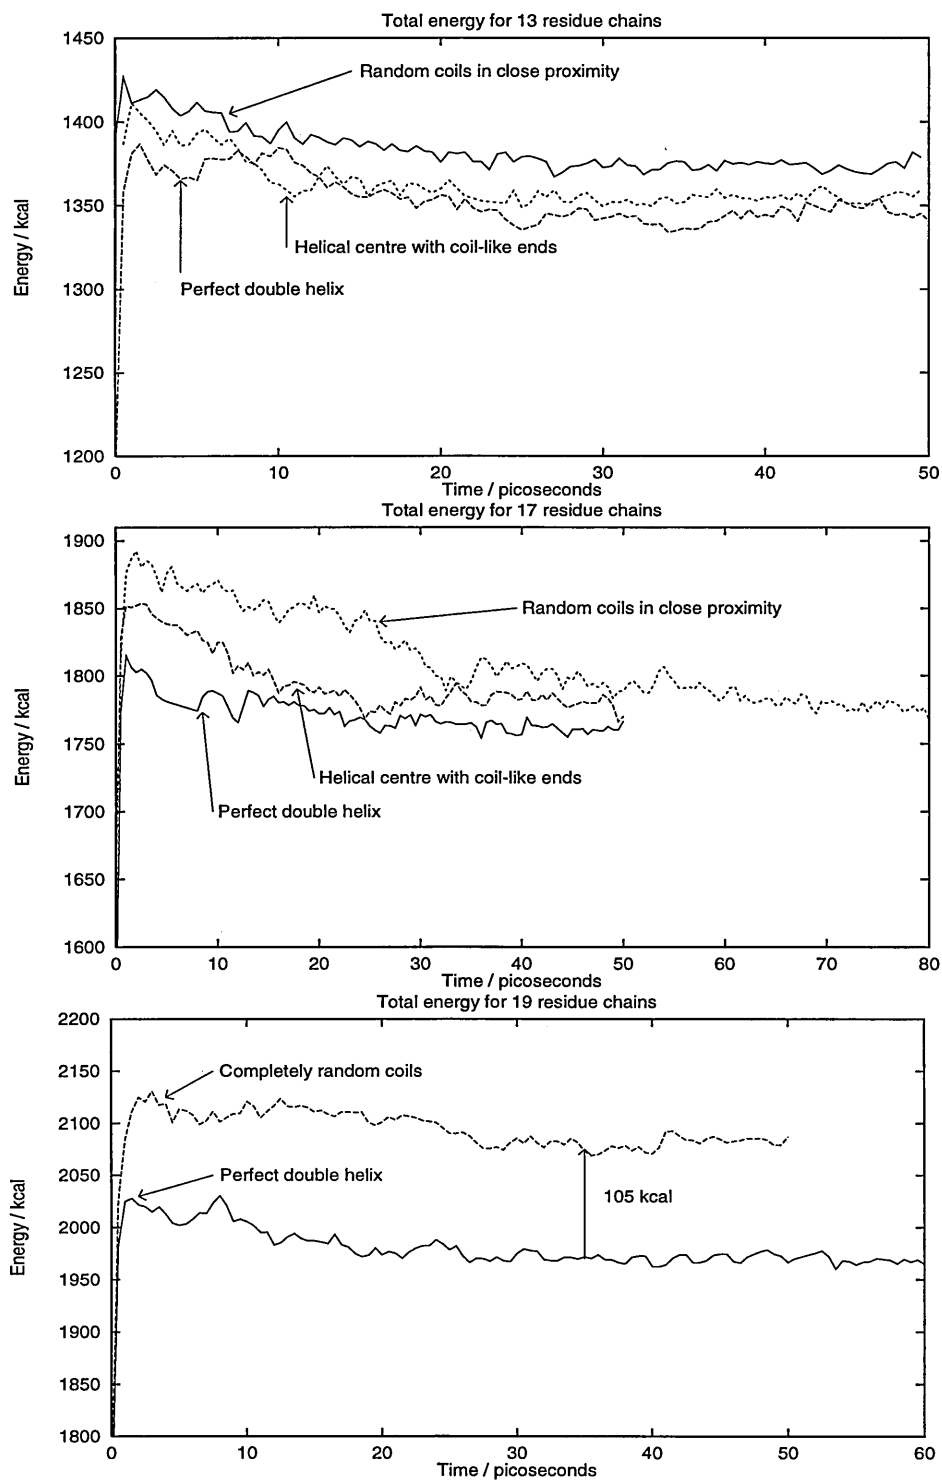 Total energy for 13 residue chains
1450
Random coils in close proximity
1400
1350
Helical centre with coil-like ends
Perfect double helix
1300
1250
1200
Energy / kcal
0 10 20 30 40 50
Time / picoseconds
Total energy for 17 residue chains
1900
1850
Random coils in close proximity
1800
1750
Helical centre with coil-like ends
Perfect double helix
1700
1650
1600
Energy / kcal
0 10 20 30 40 50 60 70 80
Time / picoseconds
Total energy for 19 residue chains
2200
2150
Completely random coils
2100
2050
Perfect double helix
105 kcal
2000
1950
1900
1850
1800
Energy / kcal
0 10 20 30 40 50 60
Time / picoseconds